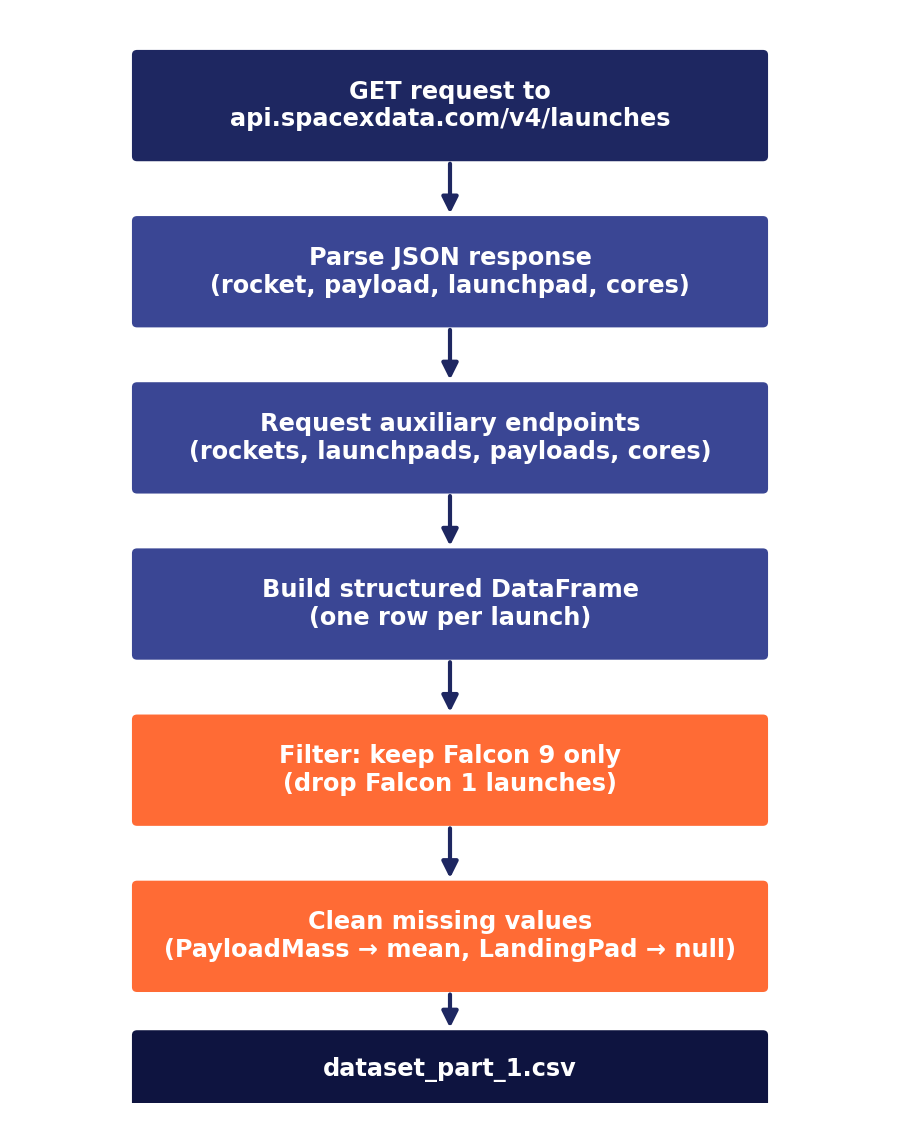 GET request to
api.spacexdata.com/v4/launches
Parse JSON response
(rocket, payload, launchpad, cores)
Request auxiliary endpoints
(rockets, launchpads, payloads, cores)
Build structured DataFrame
(one row per launch)
Filter: keep Falcon 9 only
(drop Falcon 1 launches)
Clean missing values
(PayloadMass → mean, LandingPad → null)
dataset_part_1.csv